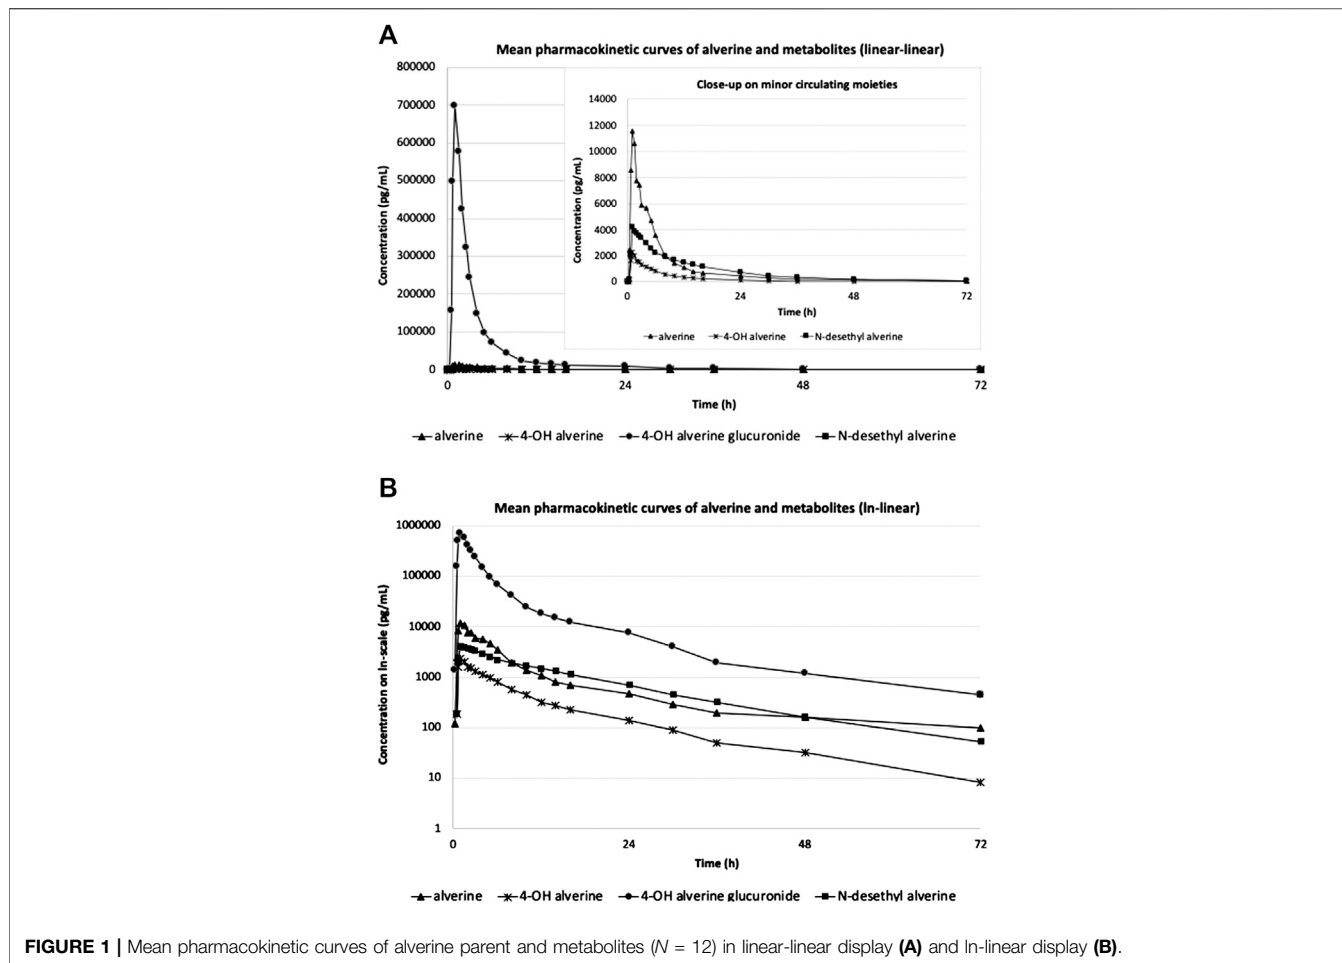 A
Mean pharmacokinetic curves of alverine and metabolites (linear-linear)
800000
700000
600000
500000
400000
300000
200000
100000
0
Concentration (pg/mL)
0 24 48 72
Time (h)
Close-up on minor circulating moieties
14000
12000
10000
8000
6000
4000
2000
0
Concentration (pg/mL)
0 24 48 72
Time (h)
alverine 4-OH alverine N-desethyl alverine
alverine 4-OH alverine 4-OH alverine glucuronide N-desethyl alverine
B
Mean pharmacokinetic curves of alverine and metabolites (ln-linear)
1000000
100000
10000
1000
100
10
1
Concentration on ln-scale (pg/mL)
0 24 48 72
Time (h)
alverine 4-OH alverine 4-OH alverine glucuronide N-desethyl alverine
FIGURE 1 | Mean pharmacokinetic curves of alverine parent and metabolites (N = 12) in linear-linear display (A) and ln-linear display (B).